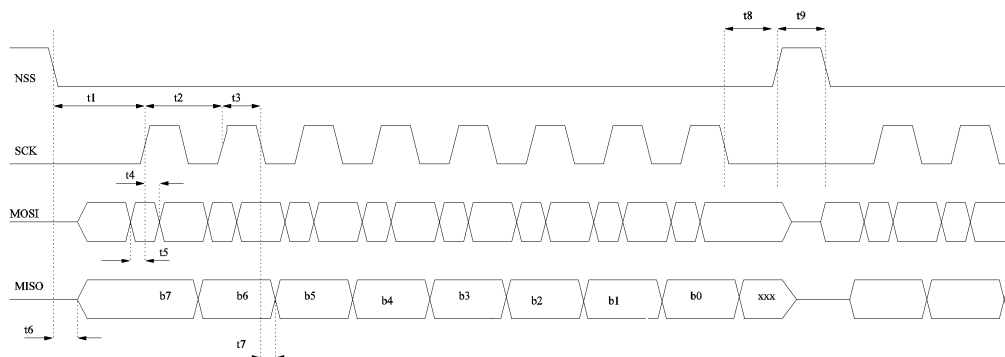 t8 t9
NSS
t1 t2 t3
SCK
t4
MOSI
t5
MISO b7 b6 b5 b4 b3 b2 b1 b0 xxx
t6
t7